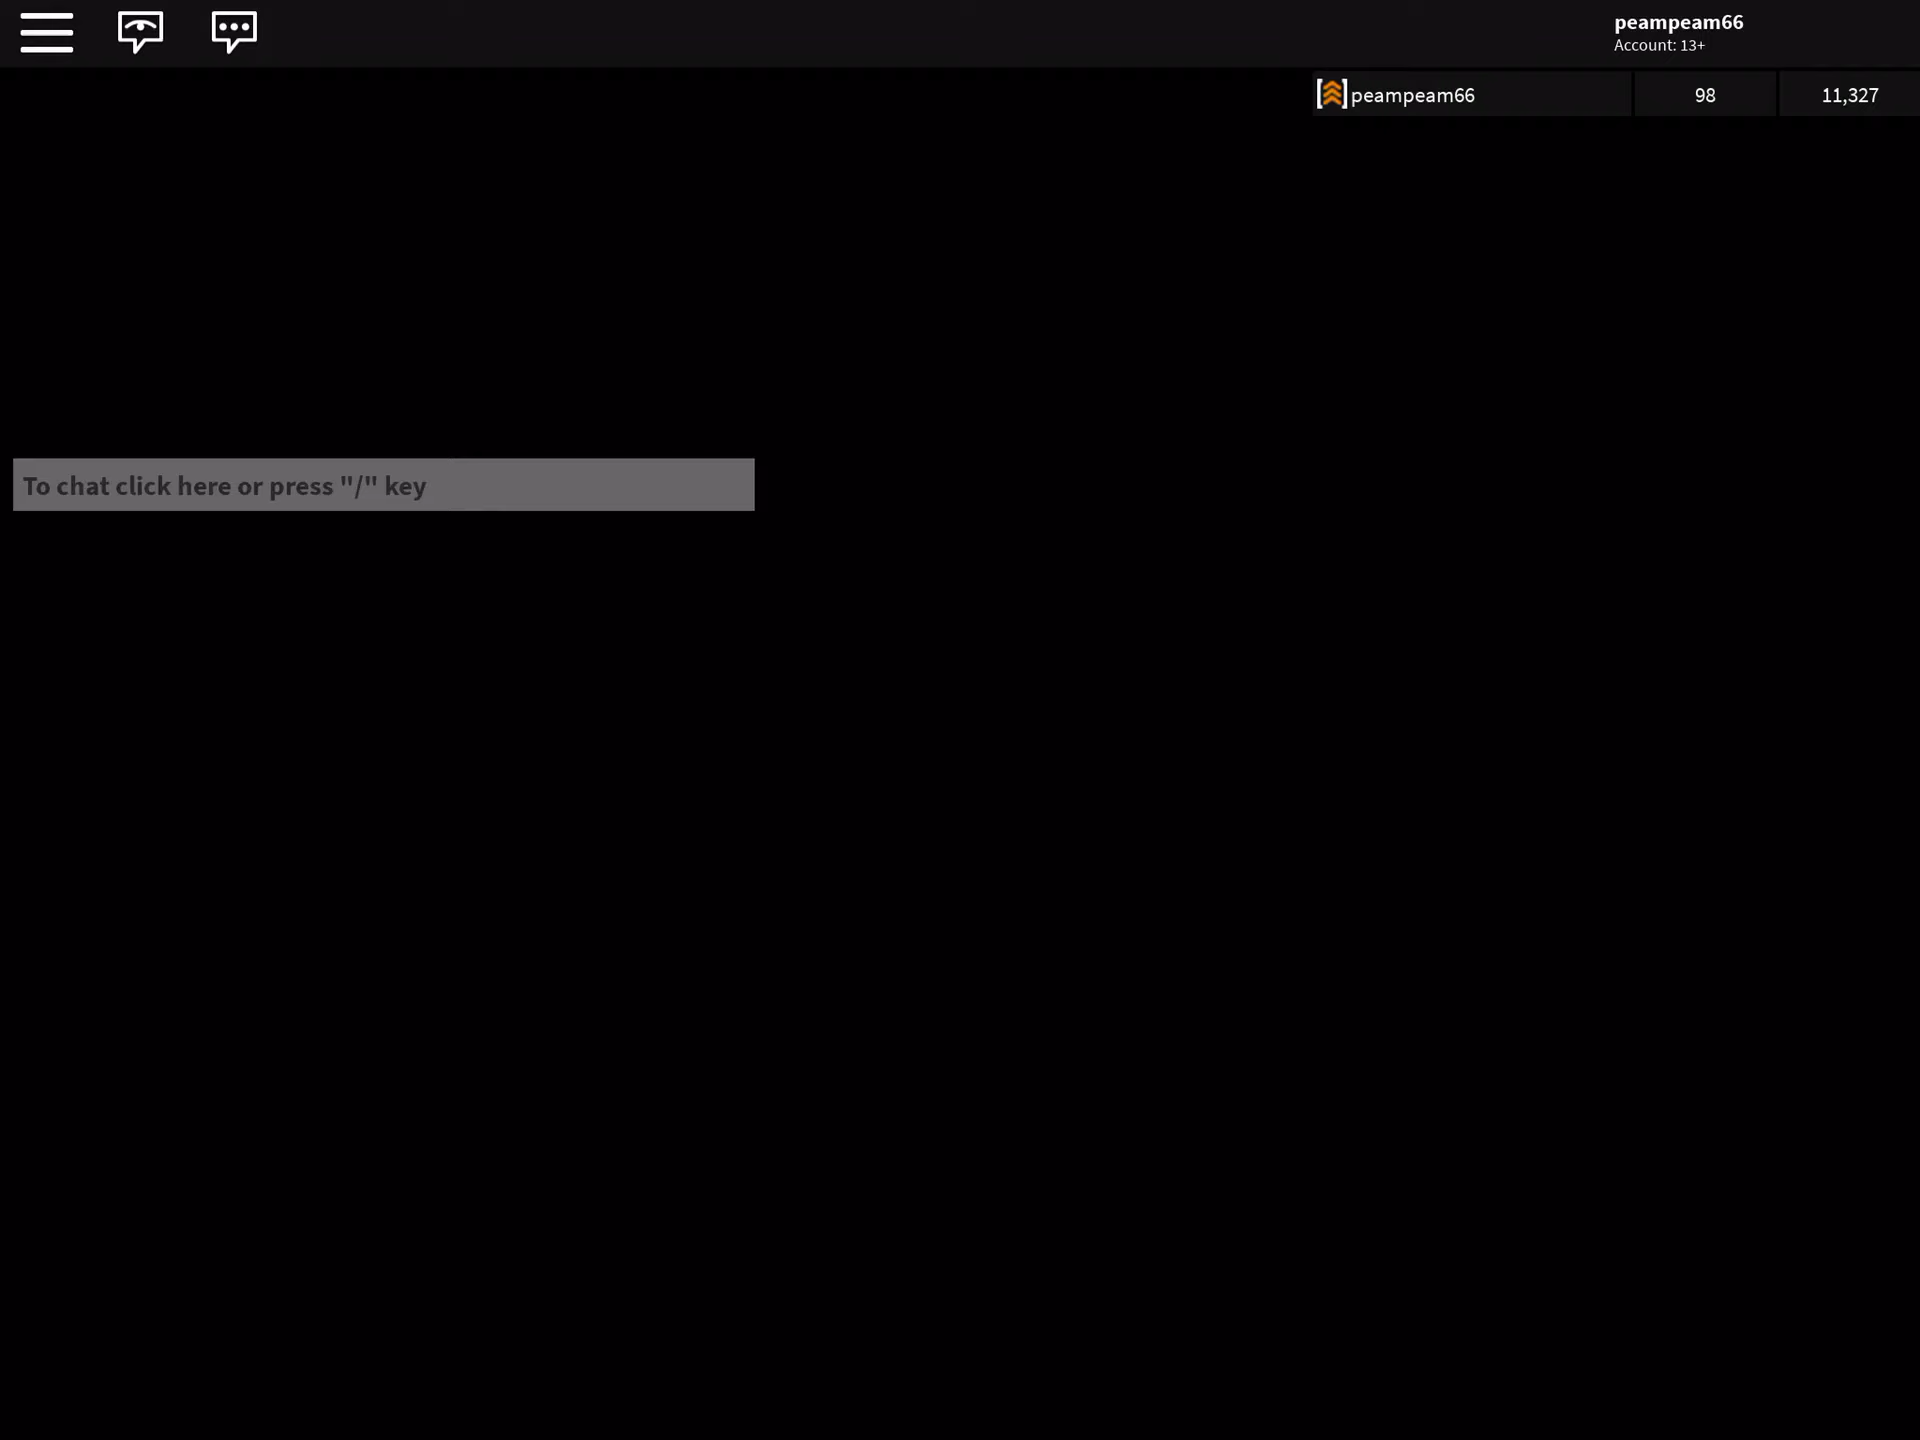 peampeam66
Account: 13+
peampeam66 98 11,327
To chat click here or press "/" key